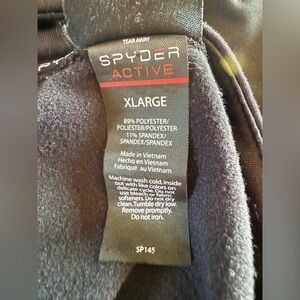 TEAR AWAY
SPYDER
ACTIVE
XLARGE
89% POLYESTER/
POLIÉSTER/POLYESTER
11% SPANDEX/
SPANDEX/SPANDEX
Made in Vietnam
Hecho en Vietnam
Fabriqué au Vietnam
Machine wash cold, inside
out with like colors on
delicate cycle. Do not
use bleach or fabric
softeners. Do not dry
clean. Tumble dry low.
Remove promptly.
Do not iron.
SP145